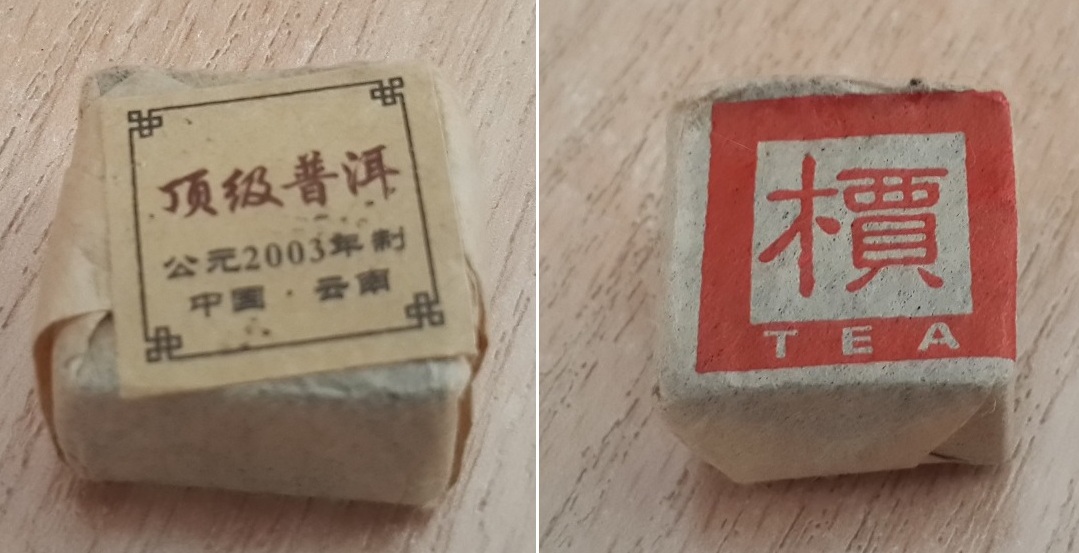 顶级普洱
公元2003年制
中国·云南
檟
TEA